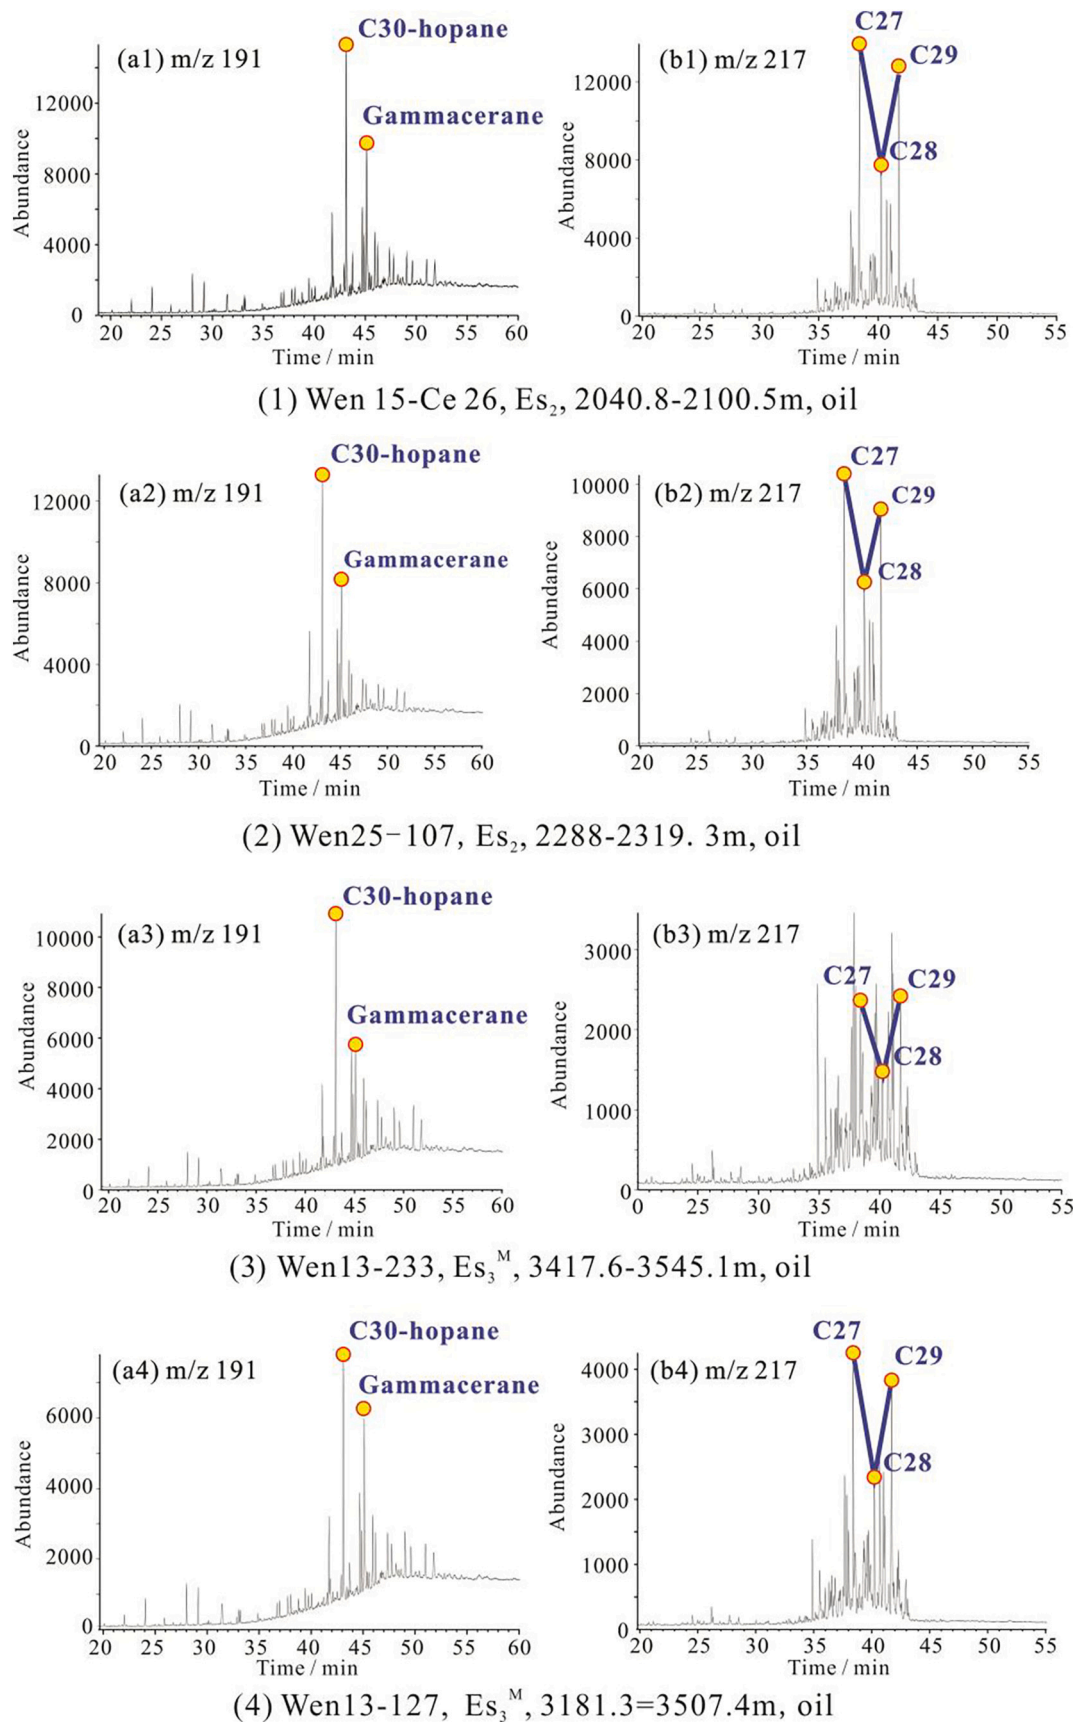 C30-hopane
(a1) m/z 191
Gammacerane
Abundance
12000
8000
4000
0
20 25 30 35 40 45 50 55 60
Time / min
C27
(b1) m/z 217
C29
C28
Abundance
12000
8000
4000
0
20 25 30 35 40 45 50 55
Time / min
(1) Wen 15-Ce 26, Es₂, 2040.8-2100.5m, oil
C30-hopane
(a2) m/z 191
Gammacerane
Abundance
12000
8000
4000
0
20 25 30 35 40 45 50 55 60
Time / min
C27
(b2) m/z 217
C29
C28
Abundance
10000
8000
6000
4000
2000
0
20 25 30 35 40 45 50 55
Time / min
(2) Wen25-107, Es₂, 2288-2319. 3m, oil
C30-hopane
(a3) m/z 191
Gammacerane
Abundance
10000
8000
6000
4000
2000
0
20 25 30 35 40 45 50 55 60
Time / min
(b3) m/z 217
C27
C29
C28
Abundance
3000
2000
1000
0
0 25 30 35 40 45 50 55
Time / min
(3) Wen13-233, Es₃ᴹ, 3417.6-3545.1m, oil
C30-hopane
(a4) m/z 191
Gammacerane
Abundance
6000
4000
2000
0
20 25 30 35 40 45 50 55 60
Time / min
C27
(b4) m/z 217
C29
C28
Abundance
4000
3000
2000
1000
0
20 25 30 35 40 45 50 55
Time / min
(4) Wen13-127, Es₃ᴹ, 3181.3=3507.4m, oil